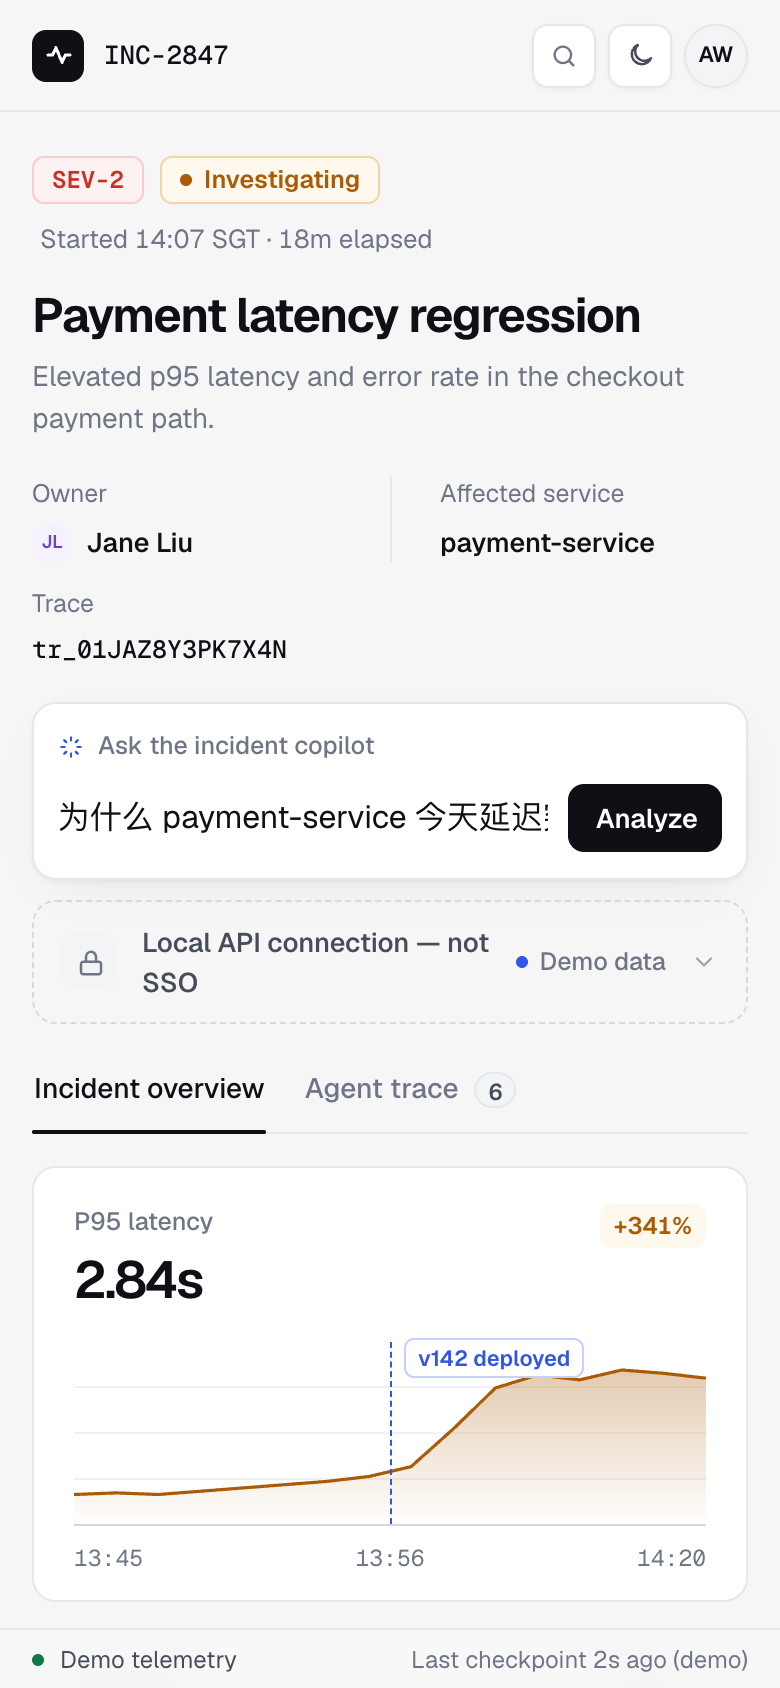 INC-2847
AW
SEV-2
Investigating
Started 14:07 SGT · 18m elapsed
Payment latency regression
Elevated p95 latency and error rate in the checkout
payment path.
Owner
JL Jane Liu
Affected service
payment-service
Trace
tr_01JAZ8Y3PK7X4N
Ask the incident copilot
为什么 payment-service 今天延迟
Analyze
Local API connection — not
SSO
Demo data
Incident overview
Agent trace 6
P95 latency
+341%
2.84s
v142 deployed
13:45 13:56 14:20
Demo telemetry
Last checkpoint 2s ago (demo)